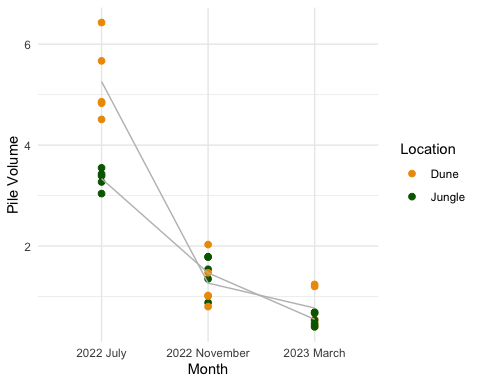 Pile Volume
6
4
2
2022 July
2022 November
2023 March
Month
Location
Dune
Jungle